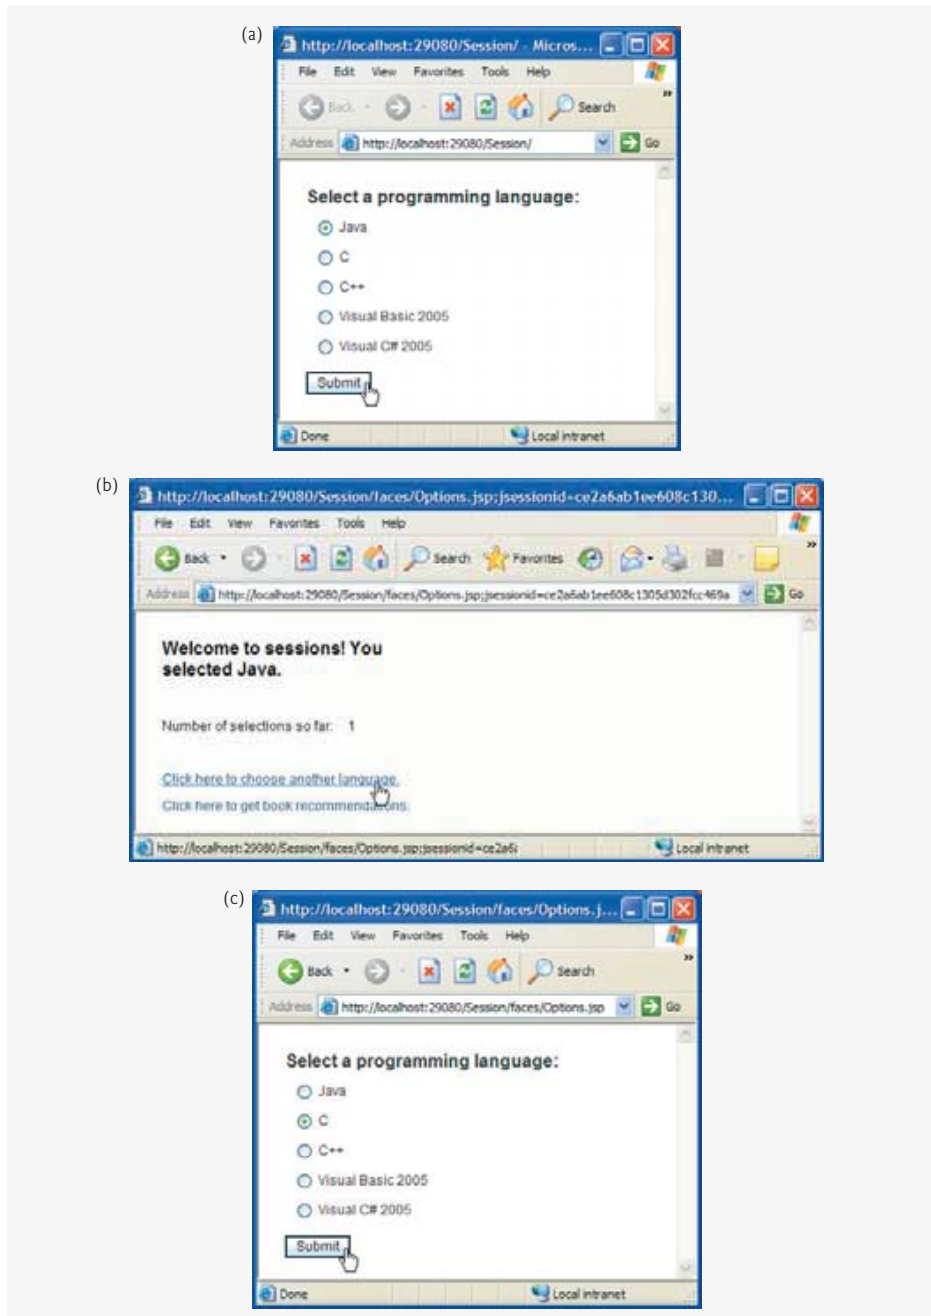 (a)
http://localhost:29080/Session/ - Micros...
File Edit View Favorites Tools Help
Back Search
Address http://localhost:29080/Session/ Go
Select a programming language:
Java
C
C++
Visual Basic 2005
Visual C# 2005
Submit
Done Local intranet
(b)
http://localhost:29080/Session/faces/Options.jsp;jsessionid=ce2a6ab1ee608c130...
File Edit View Favorites Tools Help
Back Search Favorites
Address http://localhost:29080/Session/faces/Options.jsp;jsessionid=ce2a6ab1ee608c1305d302fcc469a Go
Welcome to sessions! You
selected Java.
Number of selections so far: 1
Click here to choose another language.
Click here to get book recommendations.
http://localhost:29080/Session/faces/Options.jsp;jsessionid=ce2a6 Local intranet
(c)
http://localhost:29080/Session/faces/Options.j...
File Edit View Favorites Tools Help
Back Search
Address http://localhost:29080/Session/faces/Options.jsp Go
Select a programming language:
Java
C
C++
Visual Basic 2005
Visual C# 2005
Submit
Done Local intranet